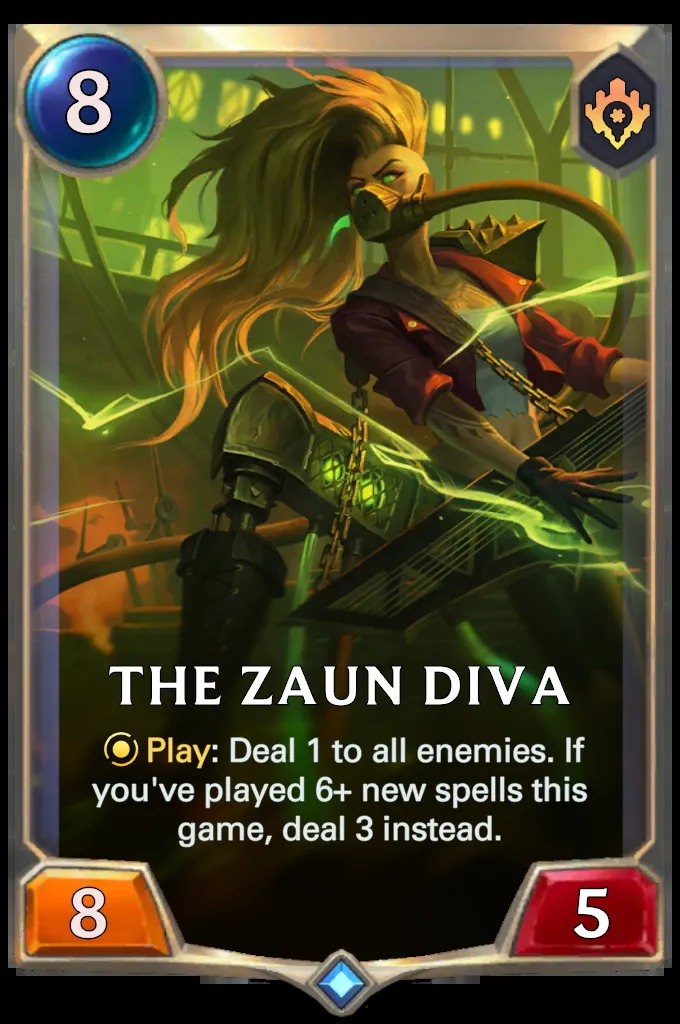 8
THE ZAUN DIVA
Play: Deal 1 to all enemies. If
you've played 6+ new spells this
game, deal 3 instead.
8
5